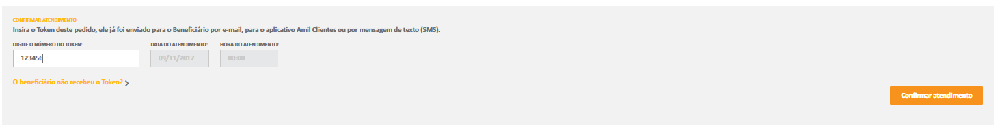 CONFIRMAR ATENDIMENTO
Insira o Token deste pedido, ele já foi enviado para o Beneficiário por e-mail, para o aplicativo Amil Clientes ou por mensagem de texto (SMS).
DIGITE O NÚMERO DO TOKEN: DATA DO ATENDIMENTO: HORA DO ATENDIMENTO:
123456 09/11/2017 00:00
O beneficiário não recebeu o Token?
Confirmar atendimento